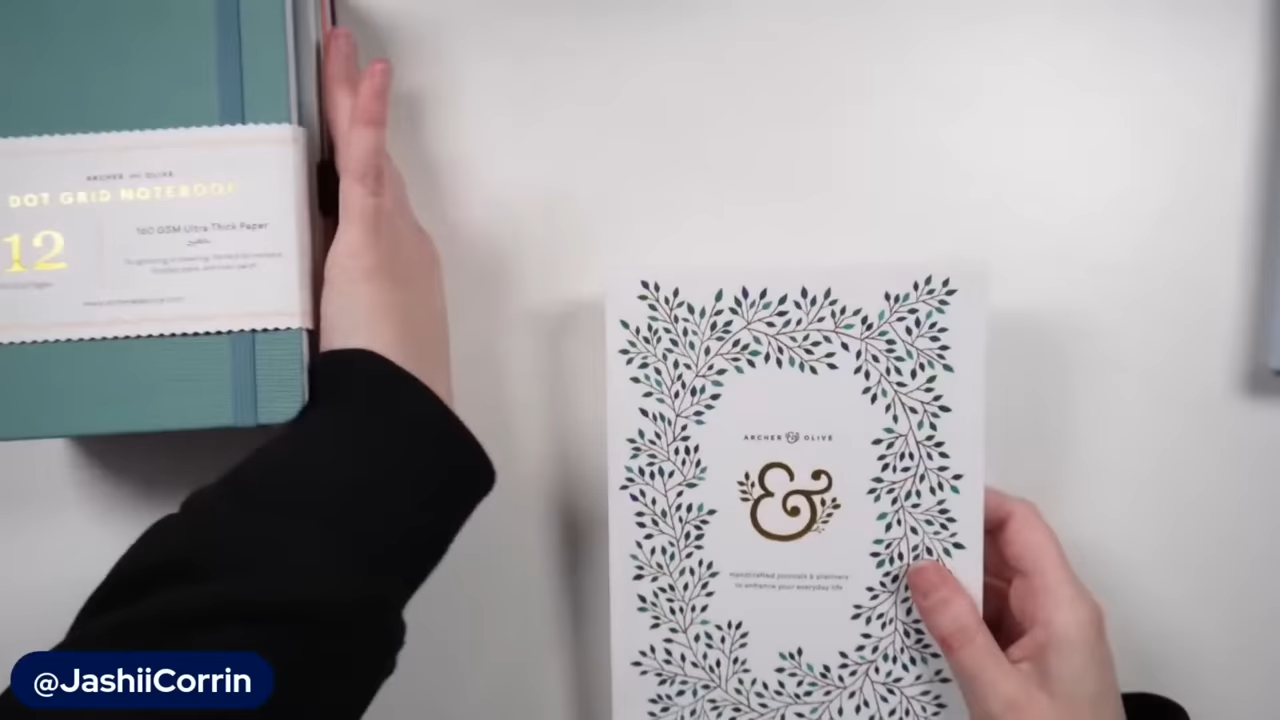 ARCHER AND OLIVE
DOT GRID NOTEBOOK
12
160 GSM Ultra-Thick Paper
ARCHER & OLIVE
&
Handcrafted journals & planners
to enhance your everyday life
@JashiiCorrin